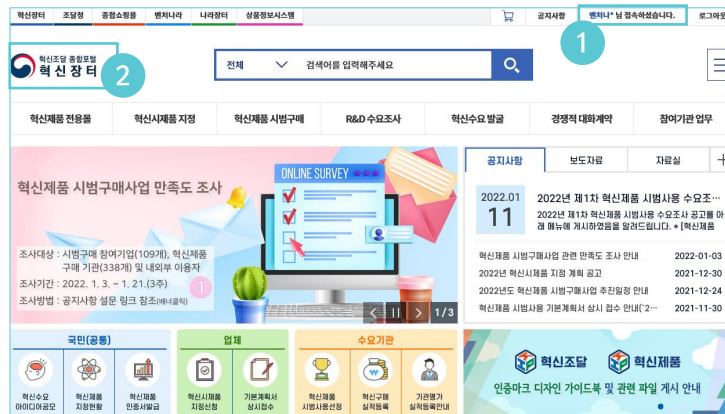 혁신장터 조달청 종합쇼핑몰 벤처나라 나라장터 상품정보시스템 공지사항 벤처나* 님 접속하셨습니다. 로그아웃
1
혁신조달 종합포털
혁신장터
2
전체 검색어를 입력해주세요
혁신제품 전용몰 혁신시제품 지정 혁신제품 시범구매 R&D 수요조사 혁신수요 발굴 경쟁적 대화계약 참여기관 업무
혁신제품 시범구매사업 만족도 조사
ONLINE SURVEY
조사대상 : 시범구매 참여기업(109개), 혁신제품
구매 기관(338개) 및 내외부 이용자
조사기간 : 2022. 1. 3. ~ 1. 21.(3주)
1
조사방법 : 공지사항 설문 링크 참조(배너클릭)
1/3
공지사항 보도자료 자료실
2022.01
11
2022년 제1차 혁신제품 시범사용 수요조…
2022년 제1차 혁신제품 시범사용 수요조사 공고를 아
래 메뉴에 게시하였음을 알려드립니다. * [혁신제품
혁신제품 시범구매사업 관련 만족도 조사 안내 2022-01-03
2022년 혁신시제품 지정 계획 공고 2021-12-30
2022년도 혁신제품 시범구매사업 추진일정 안내 2021-12-24
혁신제품 시범사용 기본계획서 상시 접수 안내(`2… 2021-11-30
국민(공통) 업체 수요기관
혁신수요
아이디어공모
혁신제품
지정현황
혁신제품
인증서발급
혁신시제품
지정신청
기본계획서
상시접수
혁신제품
시범사용선정
혁신구매
실적등록
기관평가
실적등록안내
혁신조달 혁신제품
인증마크 디자인 가이드북 및 관련 파일 게시 안내